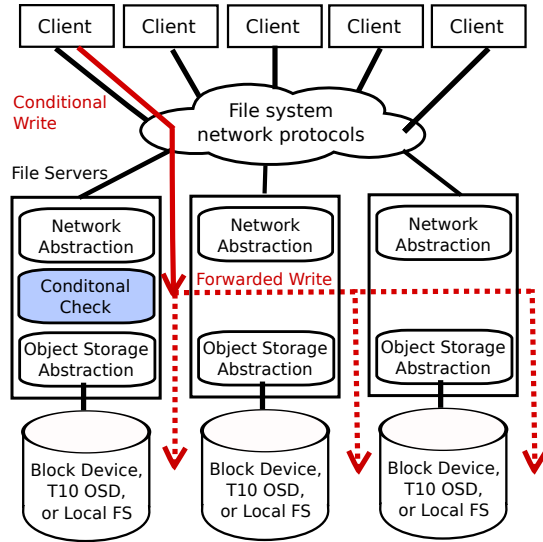 Client Client Client Client Client
Conditional
Write
File system
network protocols
File Servers
Network
Abstraction
Network
Abstraction
Network
Abstraction
Conditonal
Check
Forwarded Write
Object Storage
Abstraction
Object Storage
Abstraction
Object Storage
Abstraction
Block Device,
T10 OSD,
or Local FS
Block Device,
T10 OSD,
or Local FS
Block Device,
T10 OSD,
or Local FS